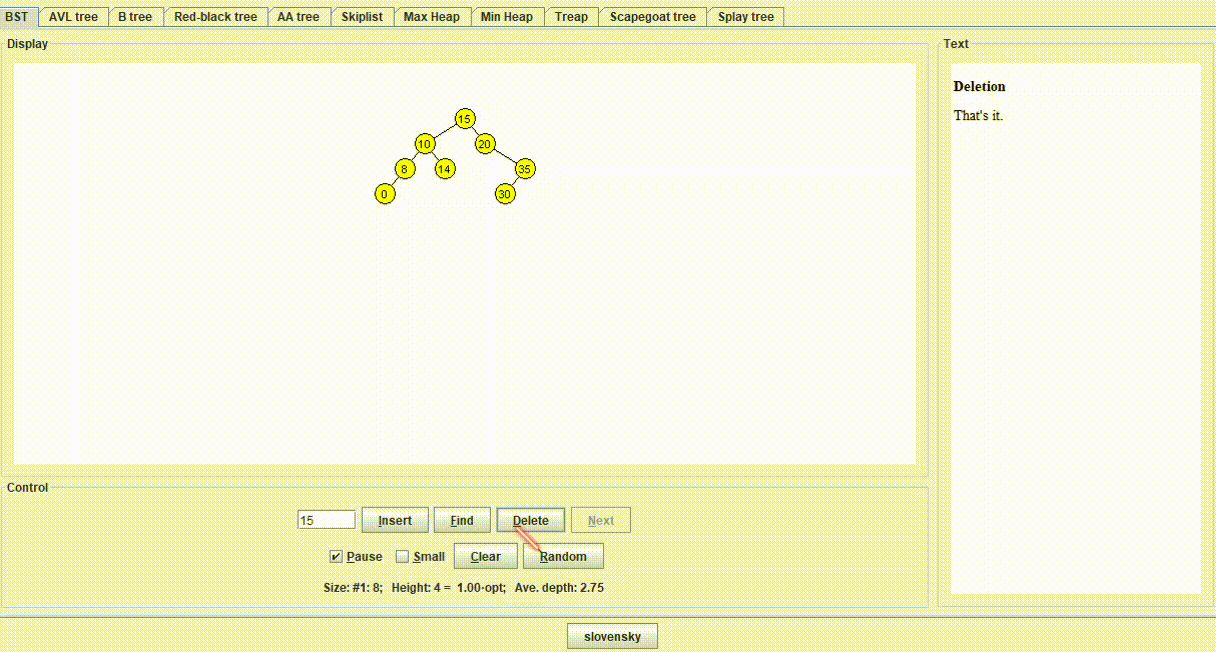 BST AVL tree B tree Red-black tree AA tree Skiplist Max Heap Min Heap Treap Scapegoat tree Splay tree
Display
15
10 20
8 14 35
0 30
Text
Deletion
That's it.
Control
15 Insert Find Delete Next
Pause Small Clear Random
Size: #1: 8; Height: 4 = 1.00·opt; Ave. depth: 2.75
slovensky